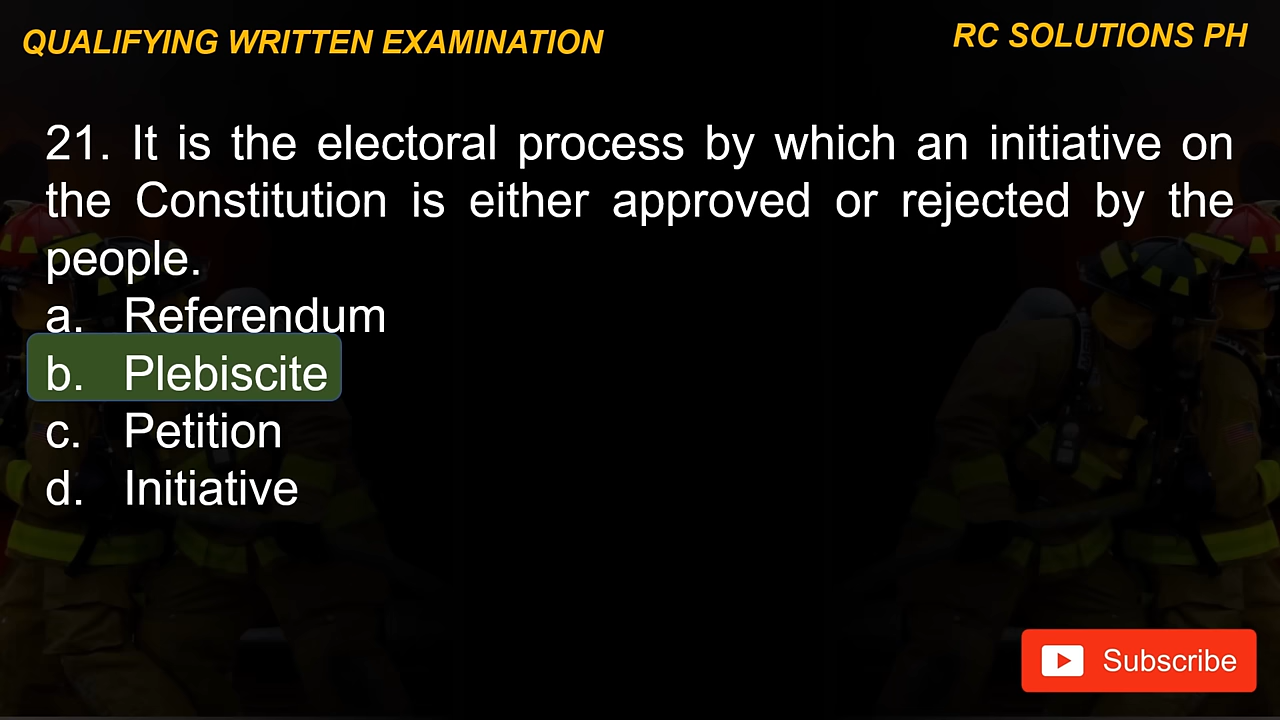 QUALIFYING WRITTEN EXAMINATION
RC SOLUTIONS PH
21. It is the electoral process by which an initiative on
the Constitution is either approved or rejected by the
people.
a. Referendum
b. Plebiscite
c. Petition
d. Initiative
Subscribe